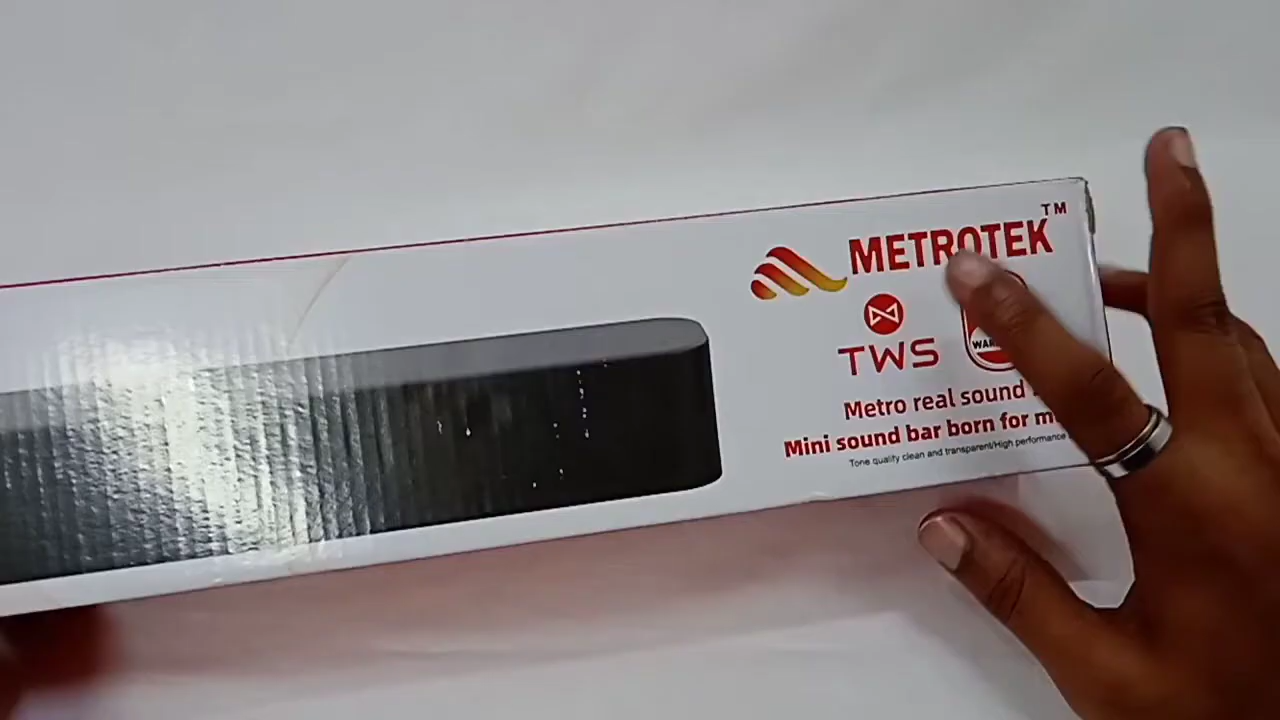 METROTEK™
TWS
Metro real sound
Mini sound bar born for
Tone quality clean and transparent/High performance